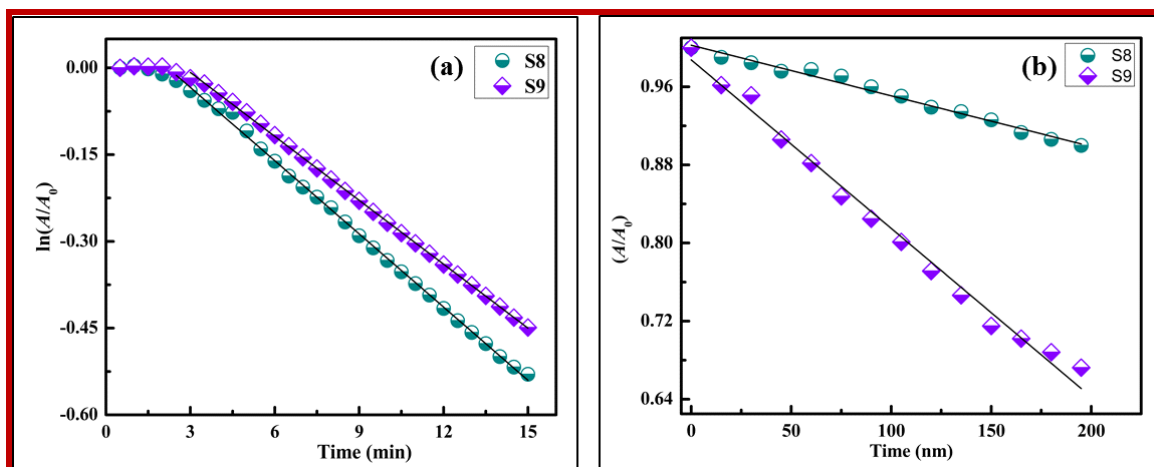 (a)
S8
S9
0.00
-0.15
-0.30
-0.45
-0.60
ln(A/A₀)
0 3 6 9 12 15
Time (min)
(b)
S8
S9
0.96
0.88
0.80
0.72
0.64
(A/A₀)
0 50 100 150 200
Time (nm)